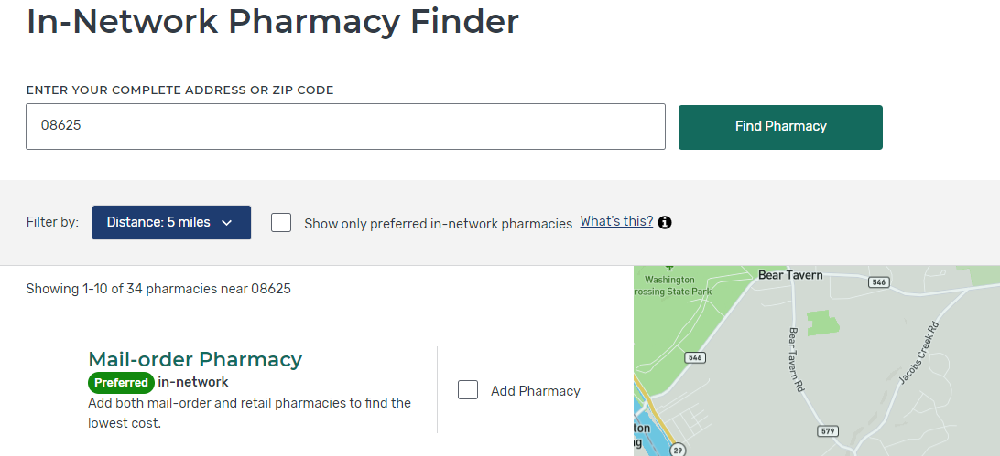 In-Network Pharmacy Finder
ENTER YOUR COMPLETE ADDRESS OR ZIP CODE
08625
Find Pharmacy
Filter by:
Distance: 5 miles
Show only preferred in-network pharmacies
What's this?
Showing 1-10 of 34 pharmacies near 08625
Mail-order Pharmacy
Preferred in-network
Add both mail-order and retail pharmacies to find the
lowest cost.
Add Pharmacy
Washington
rossing State Park
Bear Tavern
546
546
Bear Tavern Rd
Jacobs Creek Rd
579
ton
ng
29